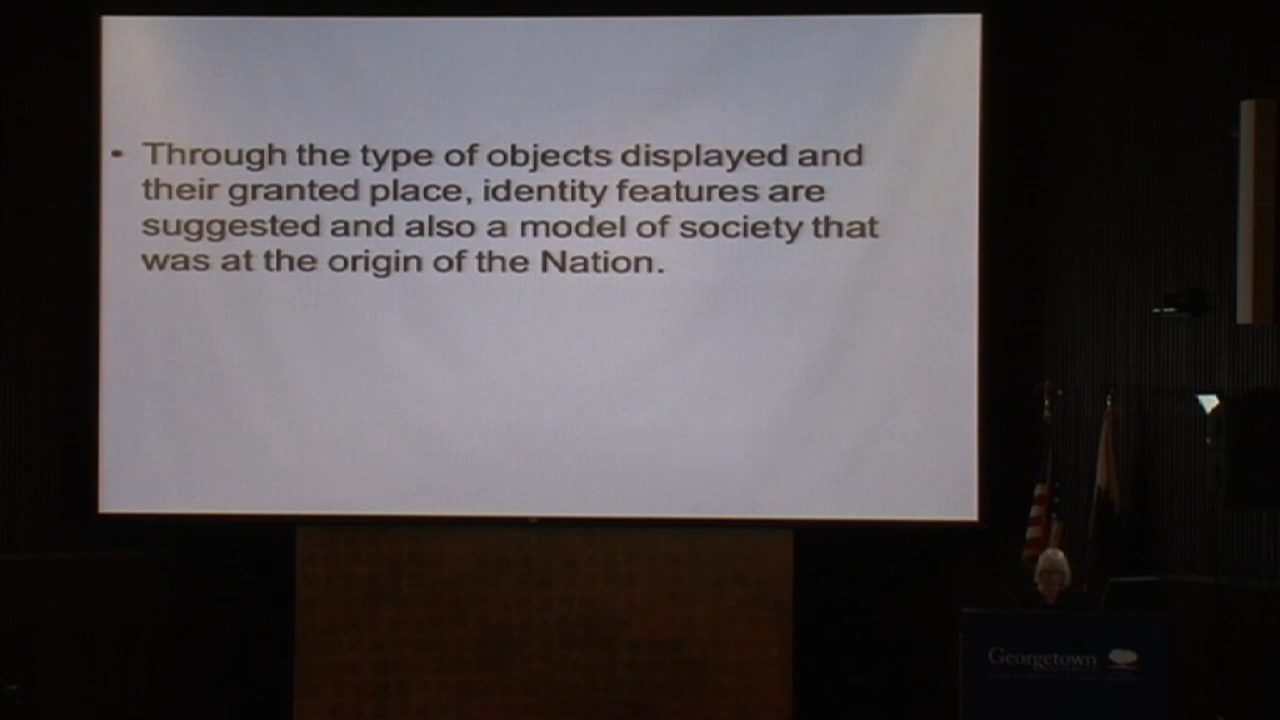 • Through the type of objects displayed and
their granted place, identity features are
suggested and also a model of society that
was at the origin of the Nation.
Georgetown